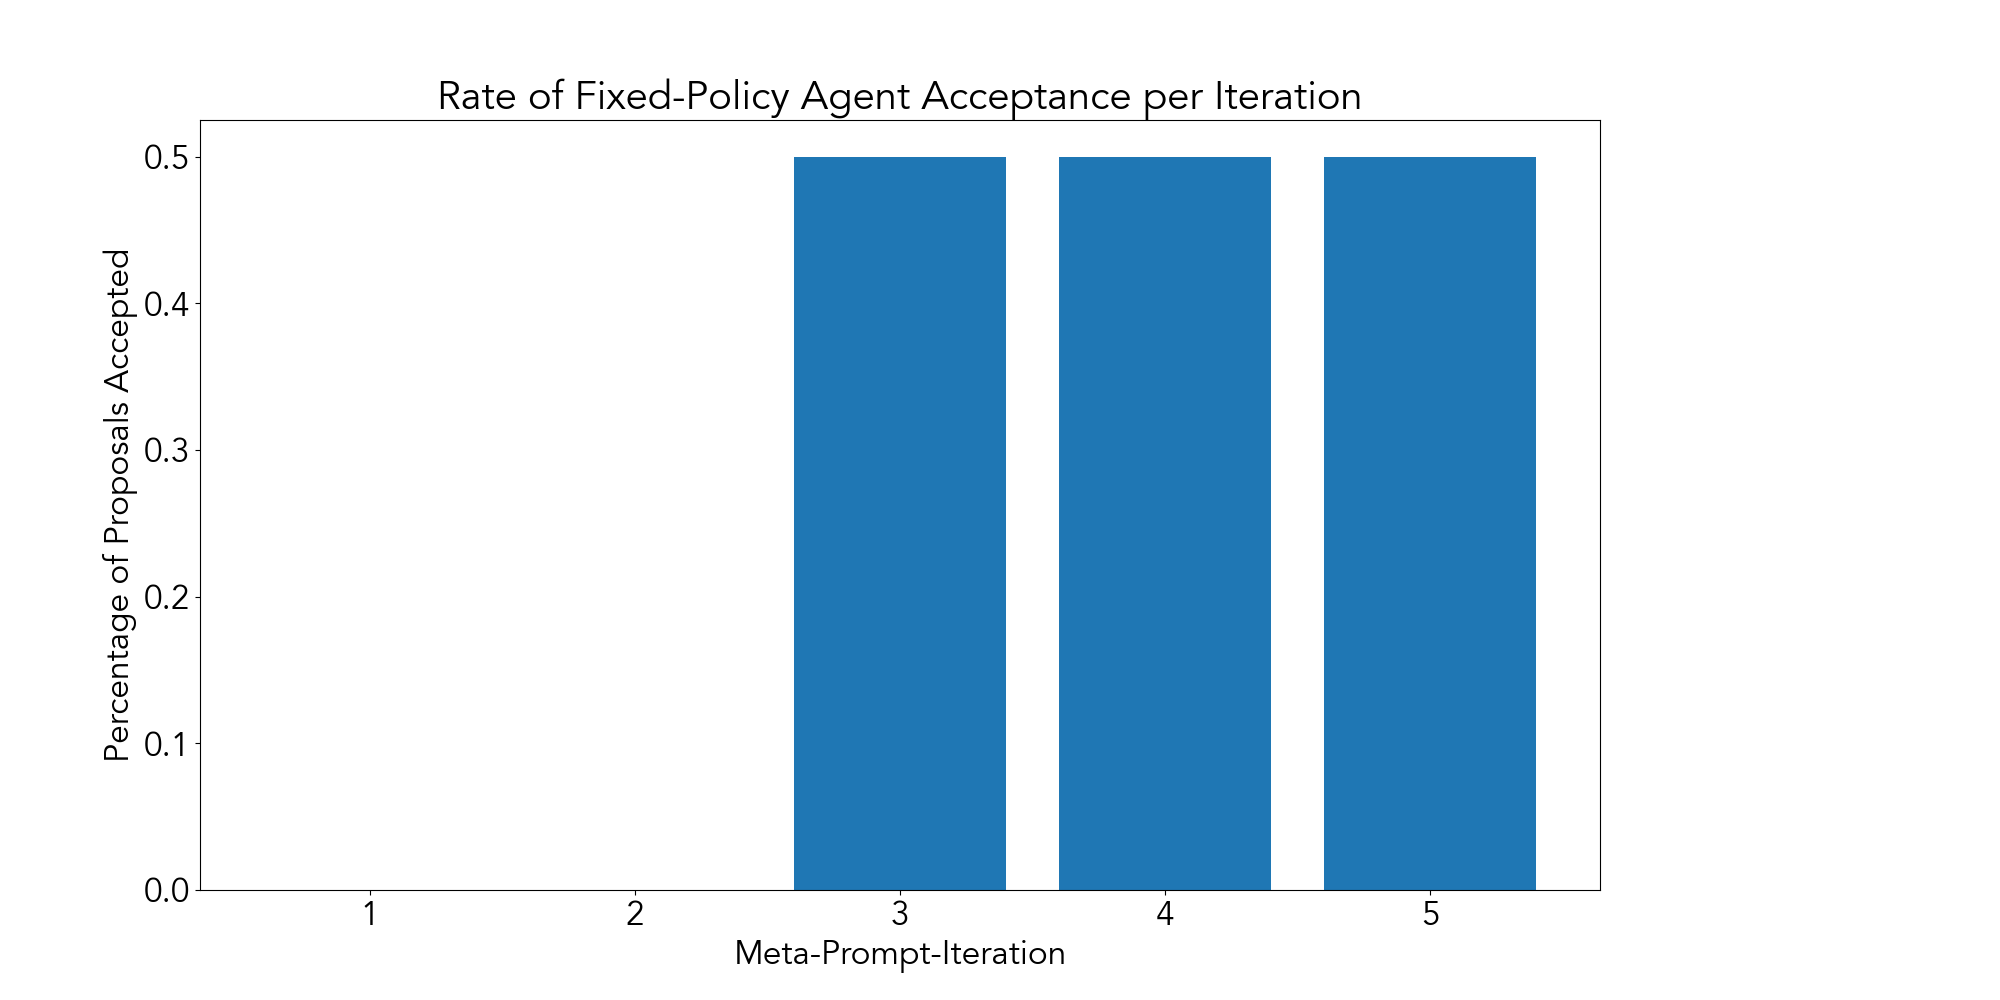 Rate of Fixed-Policy Agent Acceptance per Iteration
Percentage of Proposals Accepted
0.5
0.4
0.3
0.2
0.1
0.0
1 2 3 4 5
Meta-Prompt-Iteration